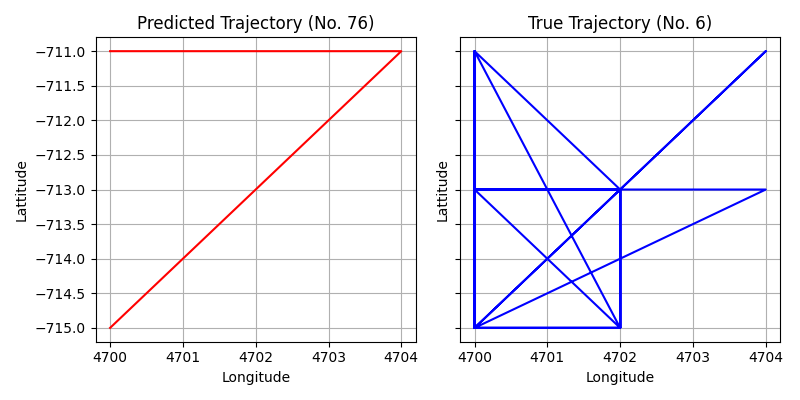 Predicted Trajectory (No. 76)
Lattitude
−711.0
−711.5
−712.0
−712.5
−713.0
−713.5
−714.0
−714.5
−715.0
4700 4701 4702 4703 4704
Longitude
True Trajectory (No. 6)
Lattitude
4700 4701 4702 4703 4704
Longitude